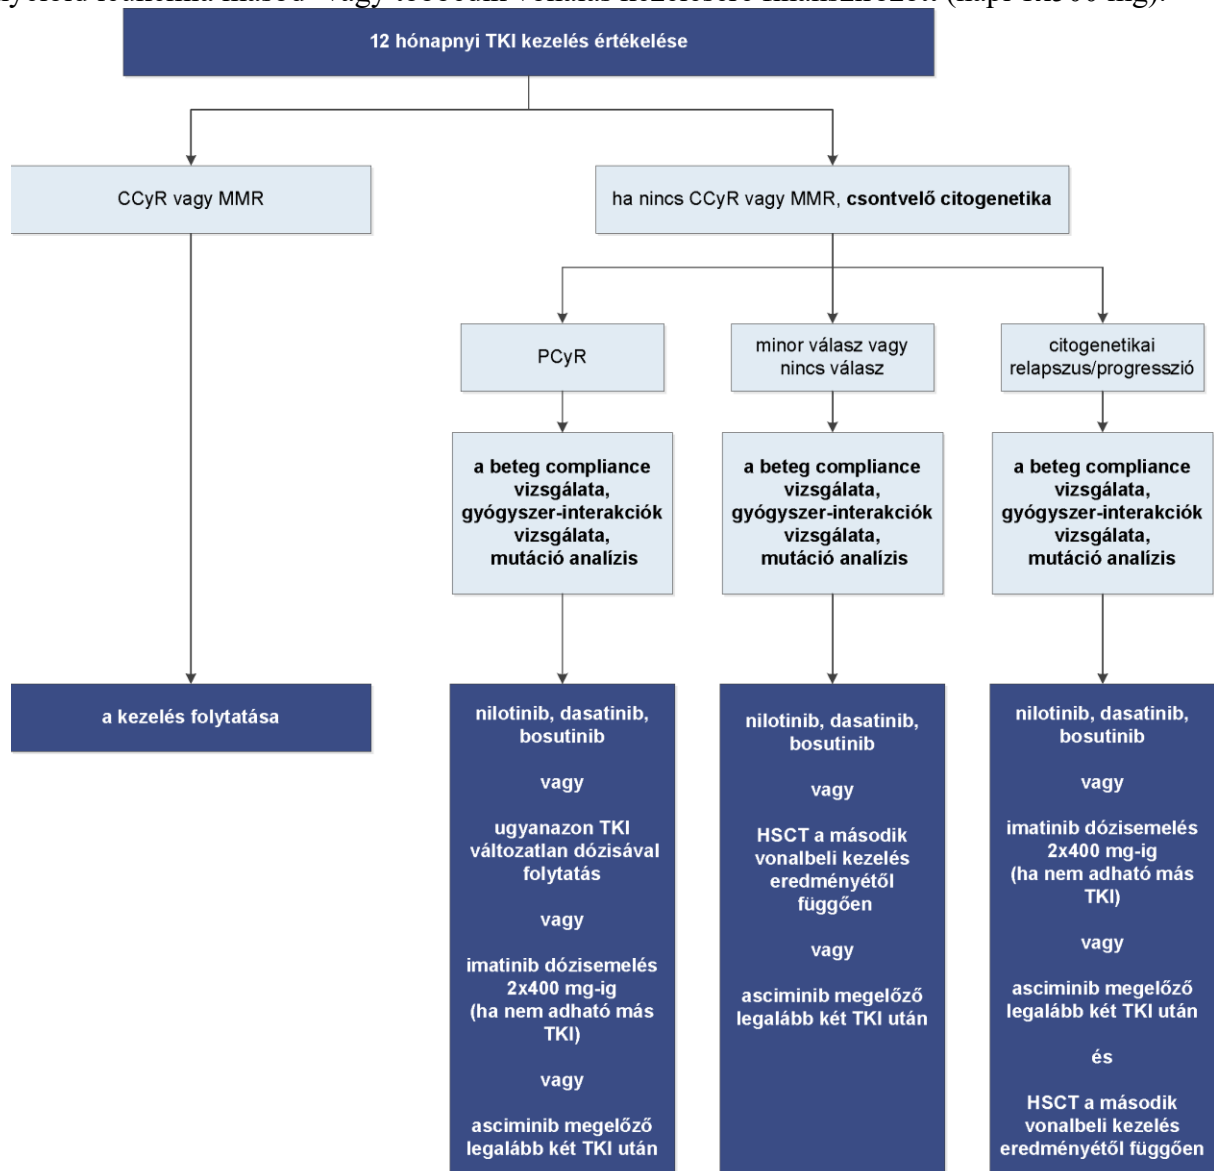 12 hónapnyi TKI kezelés értékelése
CCyR vagy MMR
ha nincs CCyR vagy MMR, csontvelő citogenetika
PCyR
minor válasz vagy
nincs válasz
citogenetikai
relapszus/progresszió
a beteg compliance
vizsgálata,
gyógyszer-interakciók
vizsgálata,
mutáció analízis
a beteg compliance
vizsgálata,
gyógyszer-interakciók
vizsgálata,
mutáció analízis
a beteg compliance
vizsgálata,
gyógyszer-interakciók
vizsgálata,
mutáció analízis
a kezelés folytatása
nilotinib, dasatinib,
bosutinib
vagy
ugyanazon TKI
változatlan dózisával
folytatás
vagy
imatinib dózisemelés
2x400 mg-ig
(ha nem adható más
TKI)
vagy
asciminib megelőző
legalább két TKI után
nilotinib, dasatinib,
bosutinib
vagy
HSCT a második
vonalbeli kezelés
eredményétől
függően
vagy
asciminib megelőző
legalább két TKI után
nilotinib, dasatinib,
bosutinib
vagy
imatinib dózisemelés
2x400 mg-ig
(ha nem adható más
TKI)
vagy
asciminib megelőző
legalább két TKI után
és
HSCT a második
vonalbeli kezelés
eredményétől függően